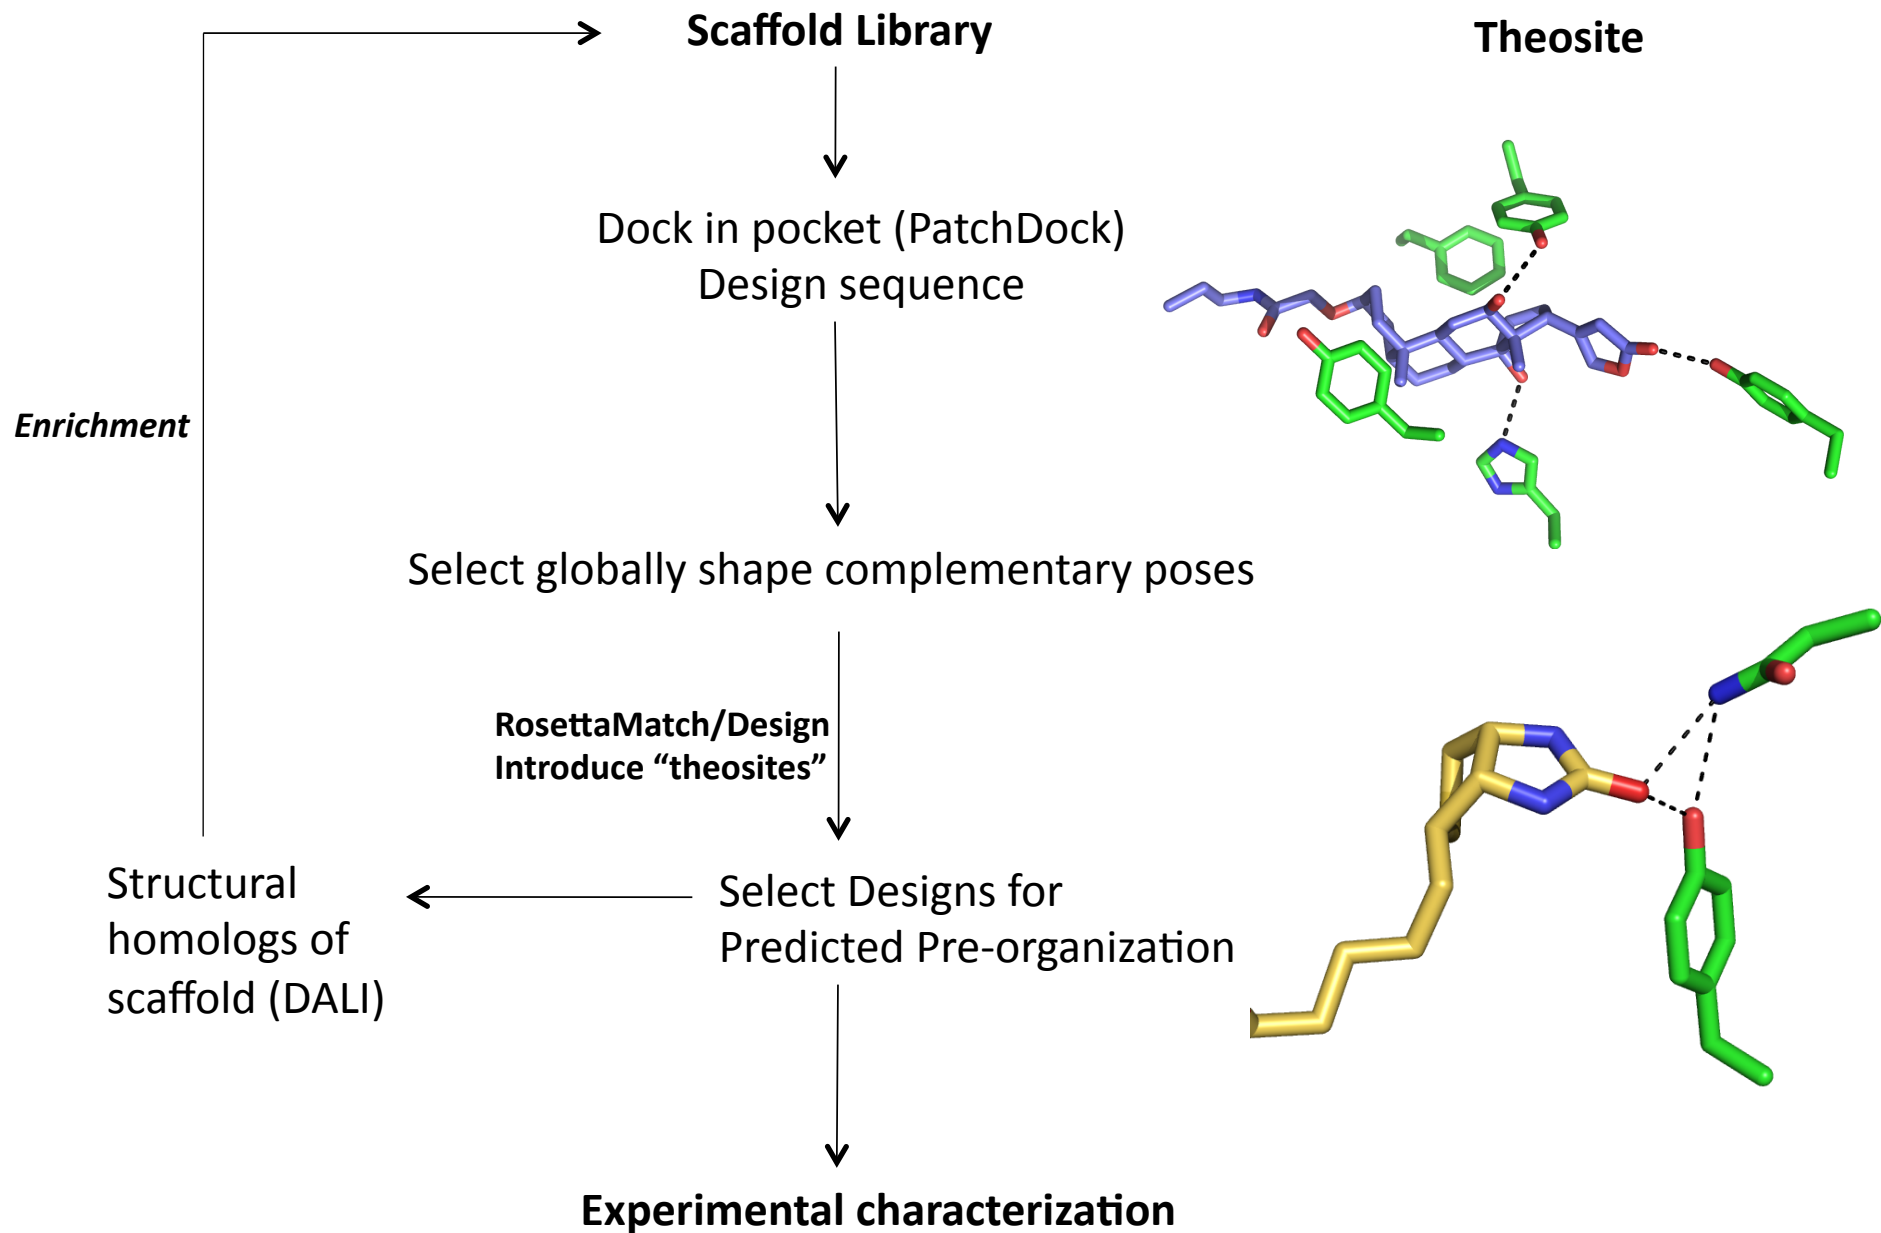 Scaffold Library
Theosite
Dock in pocket (PatchDock)
Design sequence
Enrichment
Select globally shape complementary poses
RosettaMatch/Design
Introduce “theosites”
Structural
homologs of
scaffold (DALI)
Select Designs for
Predicted Pre-organization
Experimental characterization